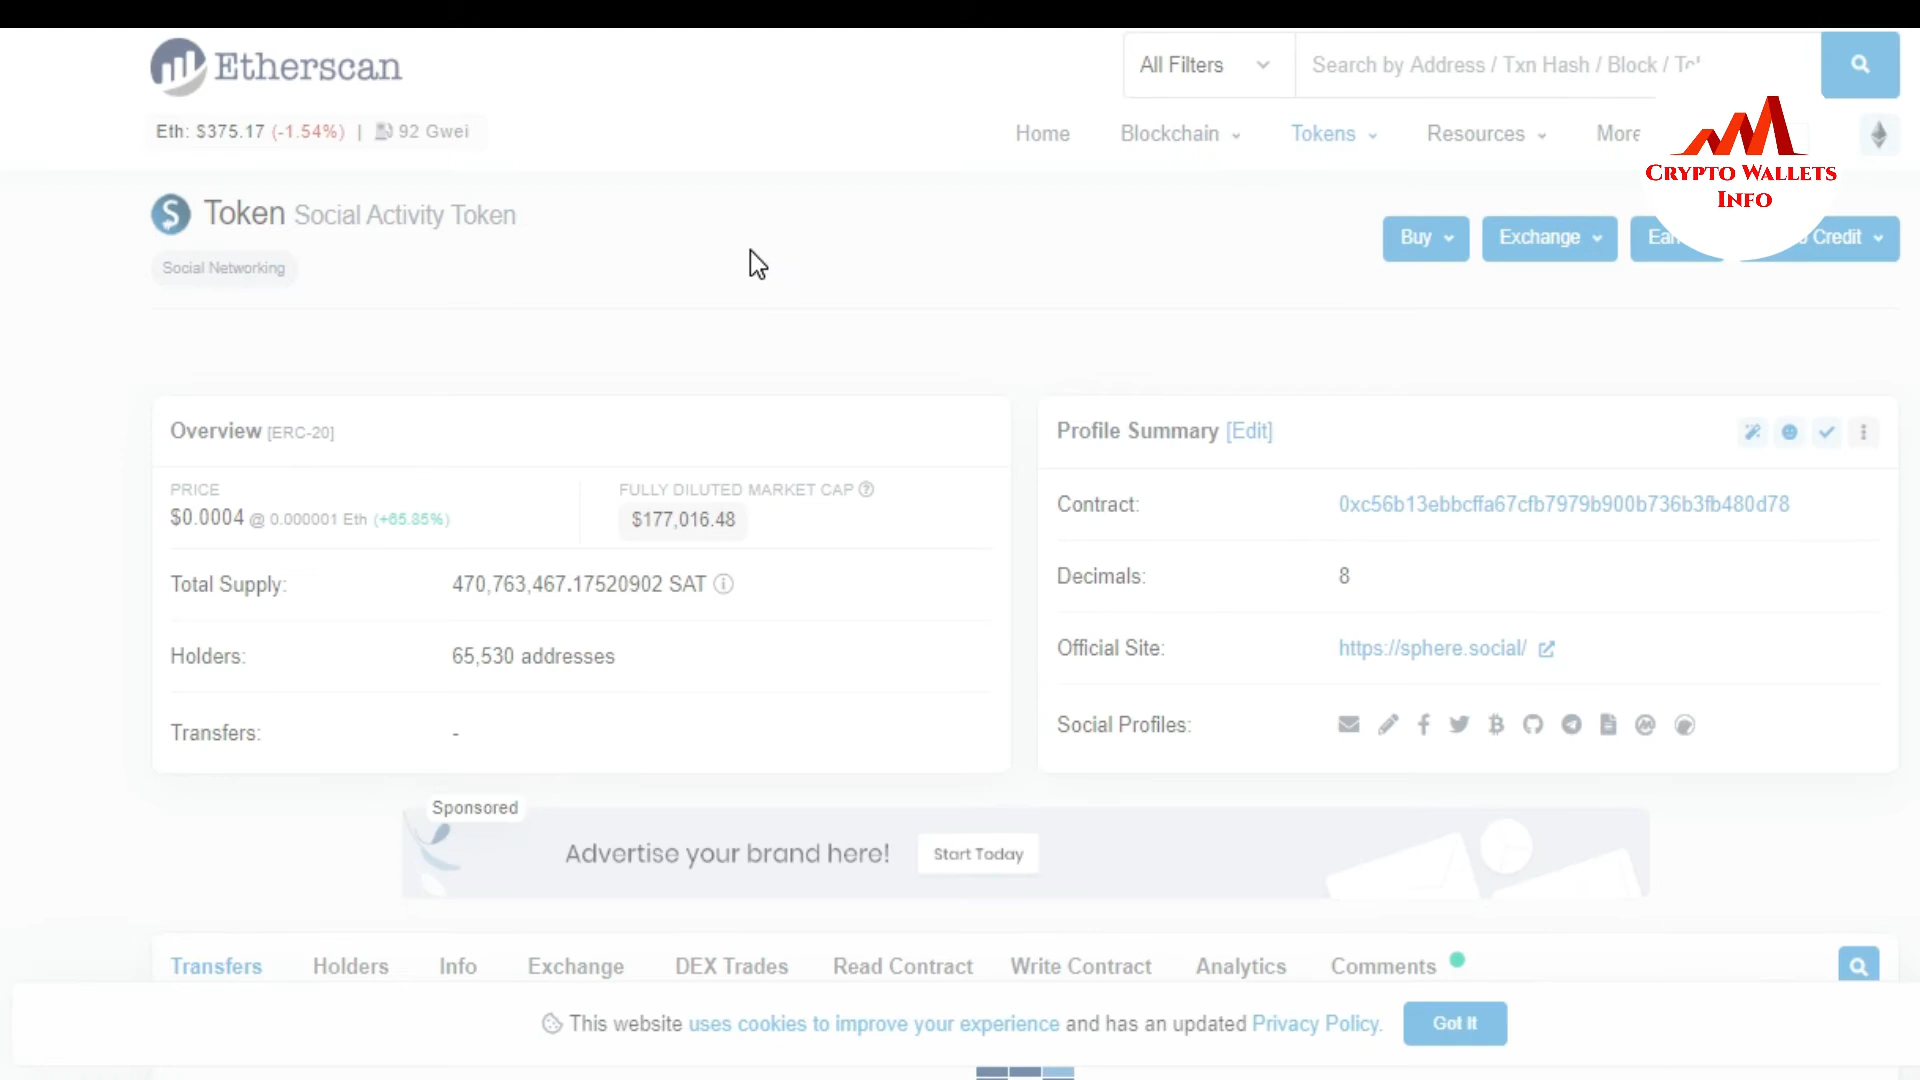 Etherscan
All Filters
Search by Address / Txn Hash / Block /
Eth: $375.17 (-1.54%) | 92 Gwei
Home Blockchain Tokens Resources More
CRYPTO WALLETS
INFO
Token Social Activity Token
Social Networking
Buy Exchange Credit
Overview [ERC-20]
PRICE
$0.0004 @ 0.000001 Eth (+65.85%)
FULLY DILUTED MARKET CAP
$177,016.48
Total Supply: 470,763,467.17520902 SAT
Holders: 65,530 addresses
Transfers: -
Profile Summary [Edit]
Contract: 0xc56b13ebbcffa67cfb7979b900b736b3fb480d78
Decimals: 8
Official Site: https://sphere.social/
Social Profiles:
Sponsored
Advertise your brand here! Start Today
Transfers Holders Info Exchange DEX Trades Read Contract Write Contract Analytics Comments
This website uses cookies to improve your experience and has an updated Privacy Policy. Got It